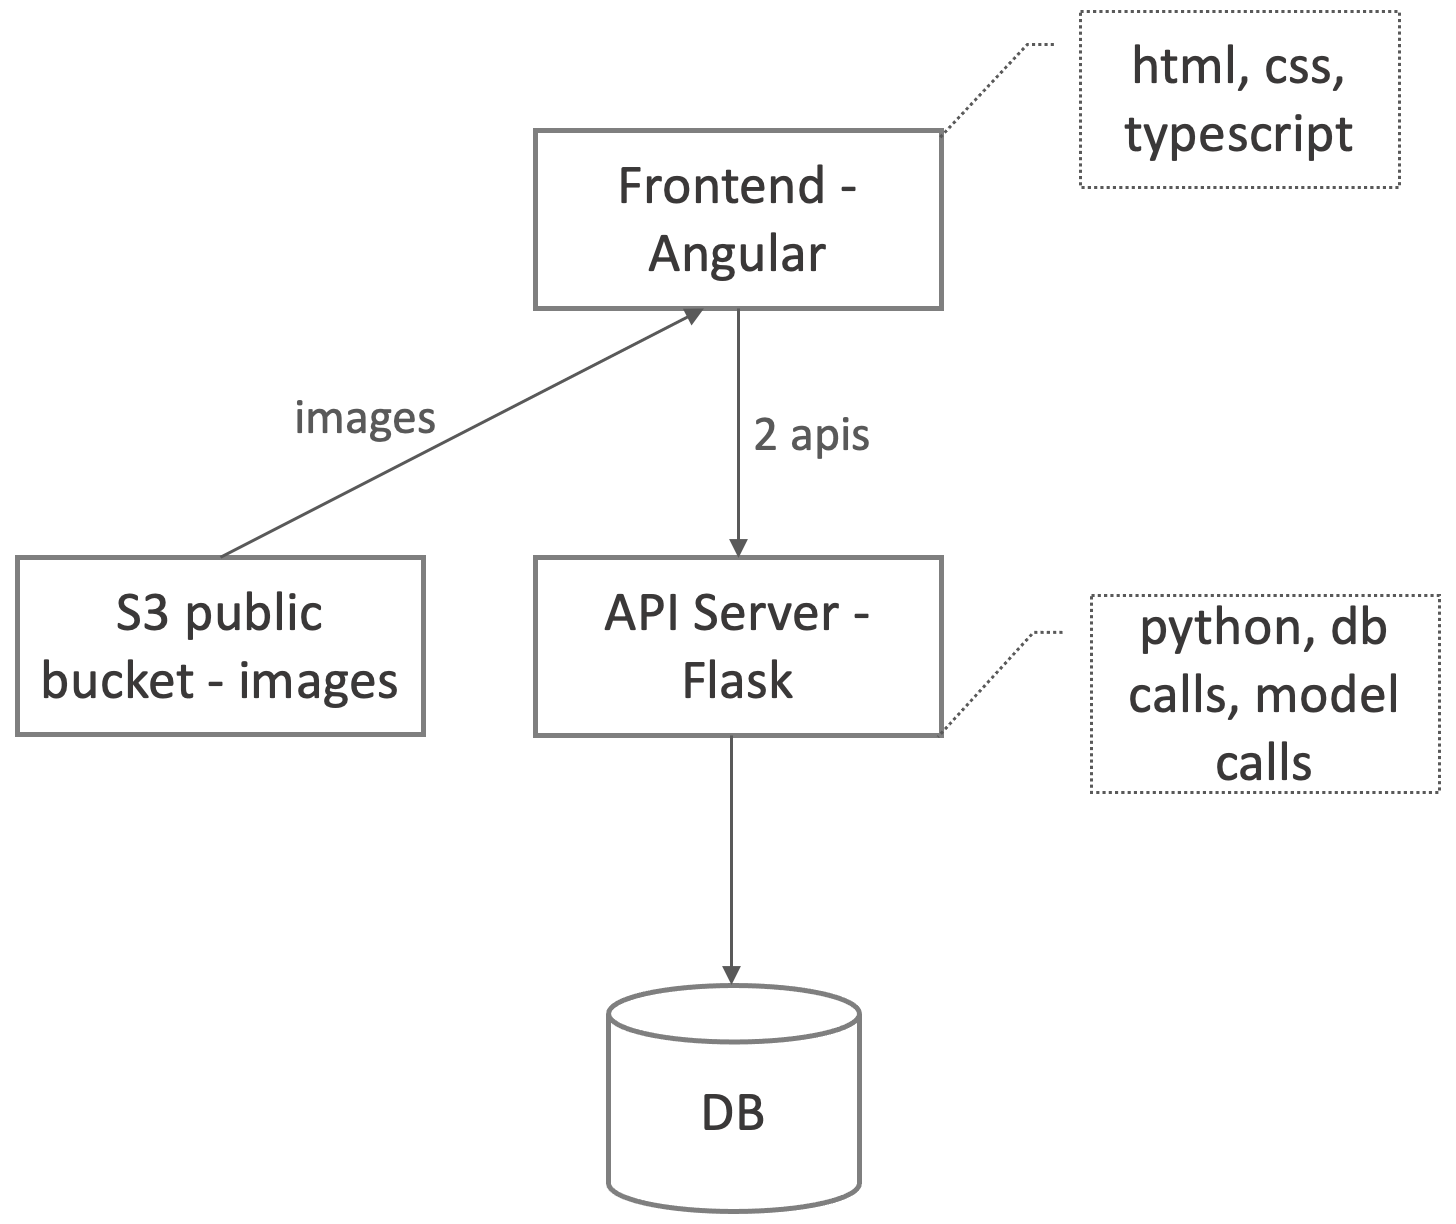 html, css,
typescript
Frontend -
Angular
images
2 apis
S3 public
bucket - images
API Server -
Flask
python, db
calls, model
calls
DB